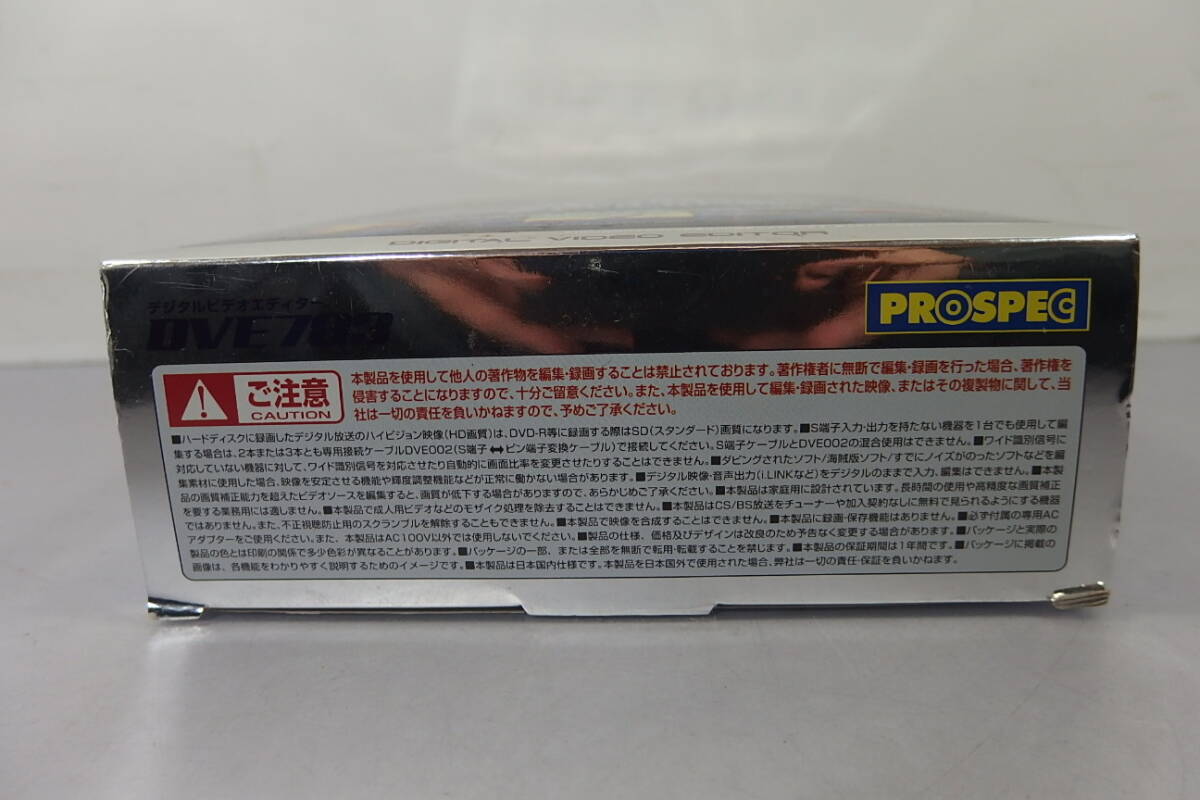 DIGITAL VIDEO EDITOR
デジタルビデオエディター
DVE783
PROSPEC
ご注意
CAUTION
本製品を使用して他人の著作物を編集・録画することは禁止されております。著作権者に無断で編集・録画を行った場合、著作権を
侵害することになりますので、十分ご留意ください。また、本製品を使用して編集・録画された映像、またはその複製物に関して、当
社は一切の責任を負いかねますので、予めご了承ください。
■ハードディスクに録画したデジタル放送のハイビジョン映像(HD画質)は、DVD-R等に録画する際はSD(スタンダード)画質になります。■S端子入力・出力を持たない機器を1台でも使用して編
集する場合は、2本または3本とも専用接続ケーブルDVE002(S端子⬌ピン端子変換ケーブル)で接続してください。S端子ケーブルとDVE002の混合使用はできません。■ワイド識別信号に
対応していない機器に対して、ワイド識別信号を対応させたり自動的に画面比率を変更させたりすることはできません。■ダビングされたソフト/海賊版ソフト/すでにノイズがのったソフトなどを編
集素材に使用した場合、映像を安定させる機能や輝度調整機能などが正常に働かない場合があります。■デジタル映像・音声出力(i.LINKなど)をデジタルのまま入力、編集はできません。■本製
品の画質補正能力を超えたビデオソースを編集すると、画質が低下する場合がありますので、あらかじめご了承ください。■本製品は家庭用に設計されています。長時間の使用や高精度な画質補正
を要する業務用には適しません。■本製品で成人用ビデオなどのモザイク処理を除去することはできません。■本製品はCS/BS放送をチューナーや加入契約なしに無料で見られるようにする機器
ではありません。また、不正視聴防止用のスクランブルを解除することもできません。■本製品で映像を合成することはできません。■本製品に録画・保存機能はありません。■必ず付属の専用AC
アダプターをご使用ください。また、本製品はAC100V以外では使用しないでください。■製品の仕様、価格及びデザインは改良のため予告なく変更する場合があります。■パッケージと実際の
製品の色とは印刷の関係で多少色彩が異なることがあります。■パッケージの一部、または全部を無断で転用・転載することを禁じます。■本製品の保証期間は1年間です。■パッケージに掲載の
画像は、各機能をわかりやすく説明するためのイメージです。■本製品は日本国内仕様です。本製品を日本国外で使用された場合、弊社は一切の責任・保証を負いかねます。